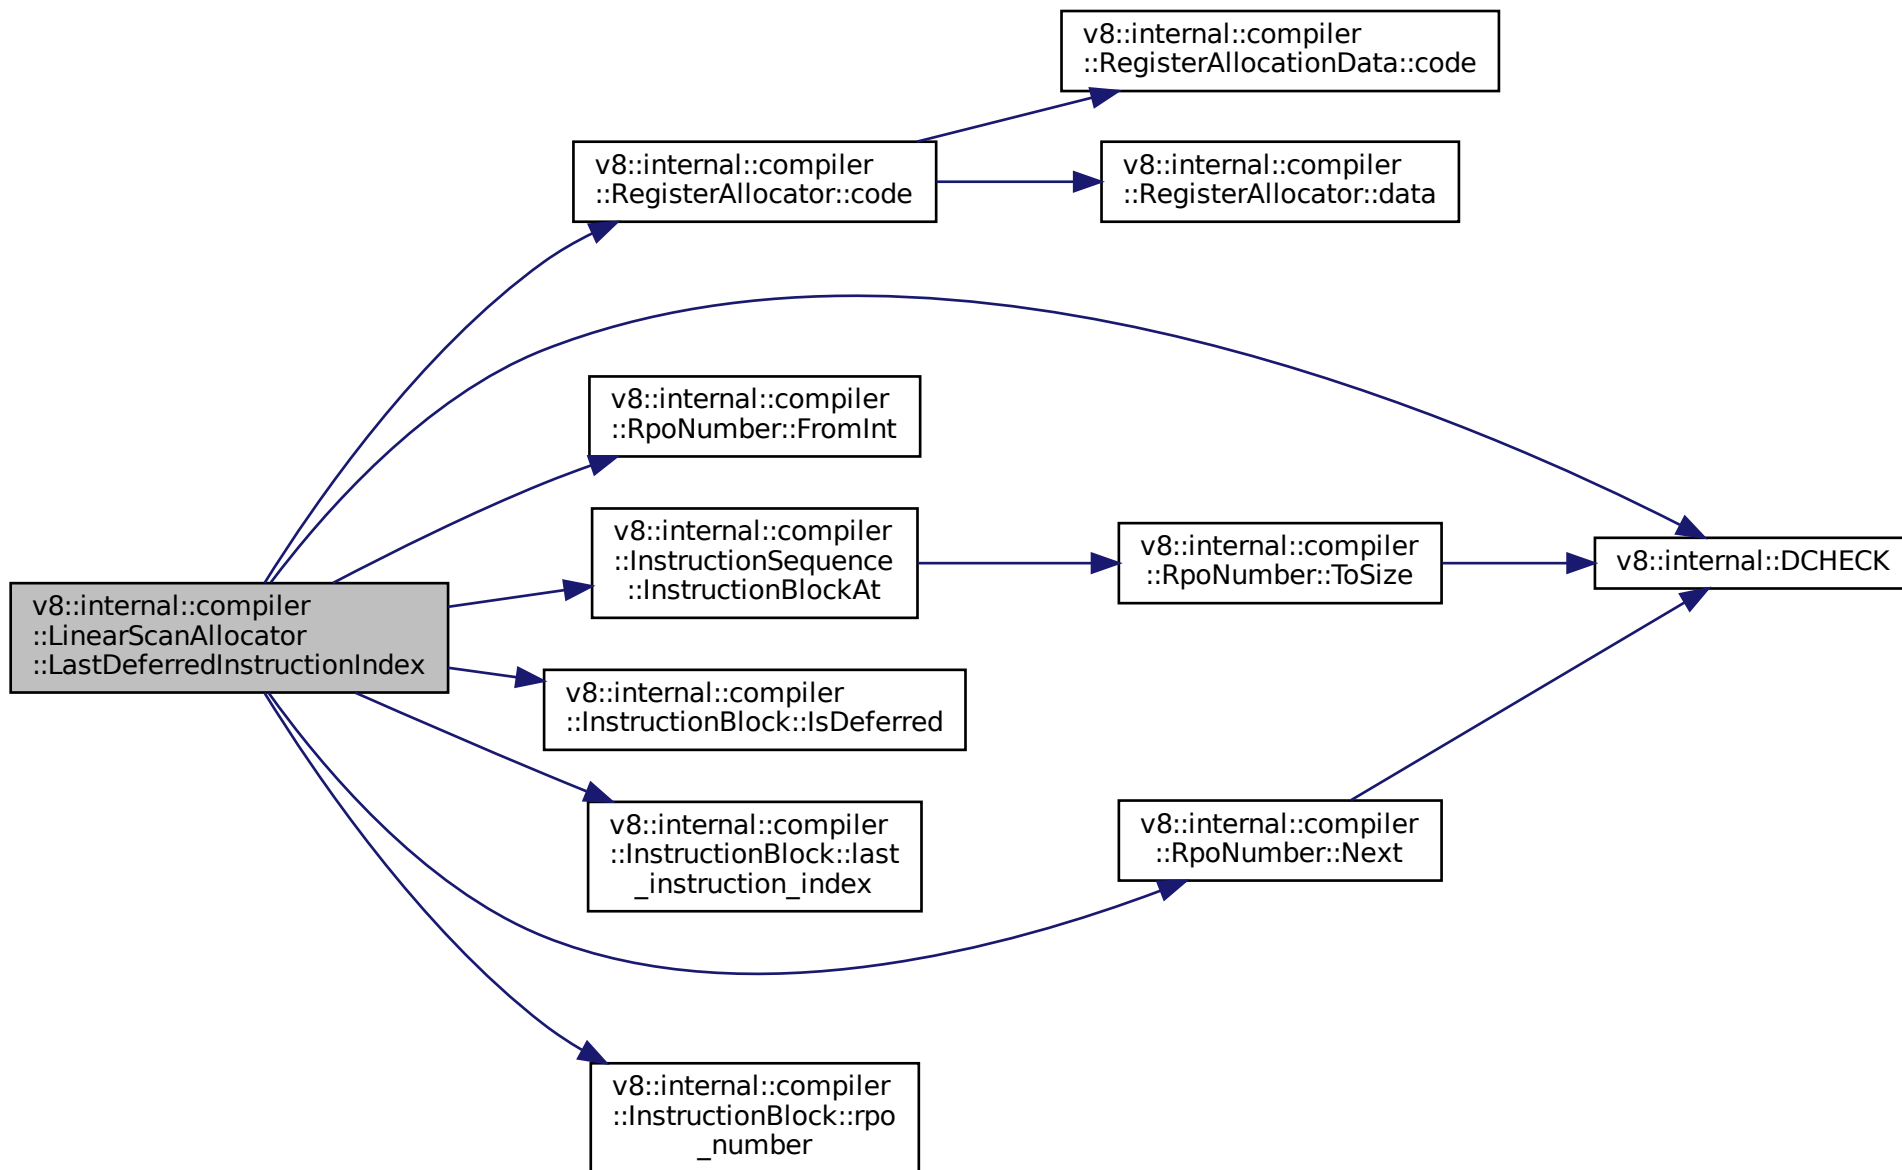 v8::internal::compiler
::LinearScanAllocator
::LastDeferredInstructionIndex
v8::internal::compiler
::RegisterAllocator::code
v8::internal::compiler
::RegisterAllocationData::code
v8::internal::compiler
::RegisterAllocator::data
v8::internal::compiler
::RpoNumber::FromInt
v8::internal::compiler
::InstructionSequence
::InstructionBlockAt
v8::internal::compiler
::RpoNumber::ToSize
v8::internal::DCHECK
v8::internal::compiler
::InstructionBlock::IsDeferred
v8::internal::compiler
::InstructionBlock::last
_instruction_index
v8::internal::compiler
::RpoNumber::Next
v8::internal::compiler
::InstructionBlock::rpo
_number